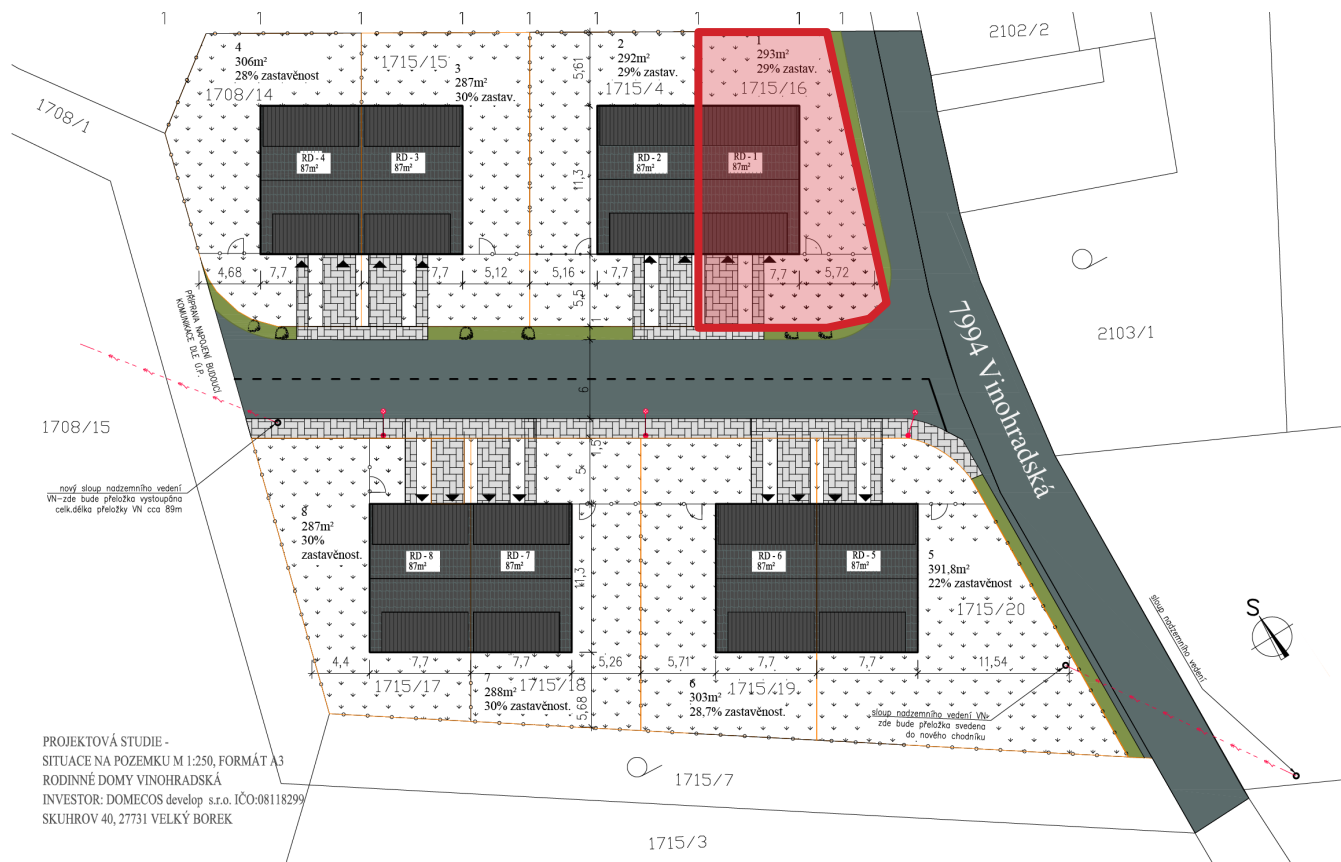 4
306m²
28% zastavěnost
1708/14
1715/15
3
287m²
30% zastav.
2
292m²
29% zastav.
1715/4
1
293m²
29% zastav.
1715/16
2102/2
1708/1
5,61
RD - 4
87m²
RD - 3
87m²
RD - 2
87m²
RD - 1
87m²
11,3
4,68
7,7
7,7
5,12
5,16
7,7
7,7
5,72
5,5
1
PŘÍPRAVA NAPOJENÍ BUDOUCÍ
KOMUNIKACE DLE Ú.P.
6
7994 Vinohradská
2103/1
1708/15
1,5
5
nový sloup nadzemního vedení
VN-zde bude přeložka vystoupána
celk.délka přeložky VN cca 89m
8
287m²
30%
zastavěnost.
RD - 8
87m²
RD - 7
87m²
RD - 6
87m²
RD - 5
87m²
11,3
5
391,8m²
22% zastavěnost
1715/20
sloup nadzemního vedení
S
4,4
7,7
7,7
5,26
5,71
7,7
7,7
11,54
1715/17
7
288m²
30% zastavěnost.
1715/18
5,68
6
303m²
28,7% zastavěnost.
1715/19
sloup nadzemního vedení VN-
zde bude přeložka svedena
do nového chodníku
PROJEKTOVÁ STUDIE -
SITUACE NA POZEMKU M 1:250, FORMÁT A3
RODINNÉ DOMY VINOHRADSKÁ
INVESTOR: DOMECOS develop s.r.o. IČO:08118299
SKUHROV 40, 27731 VELKÝ BOREK
1715/7
1715/3